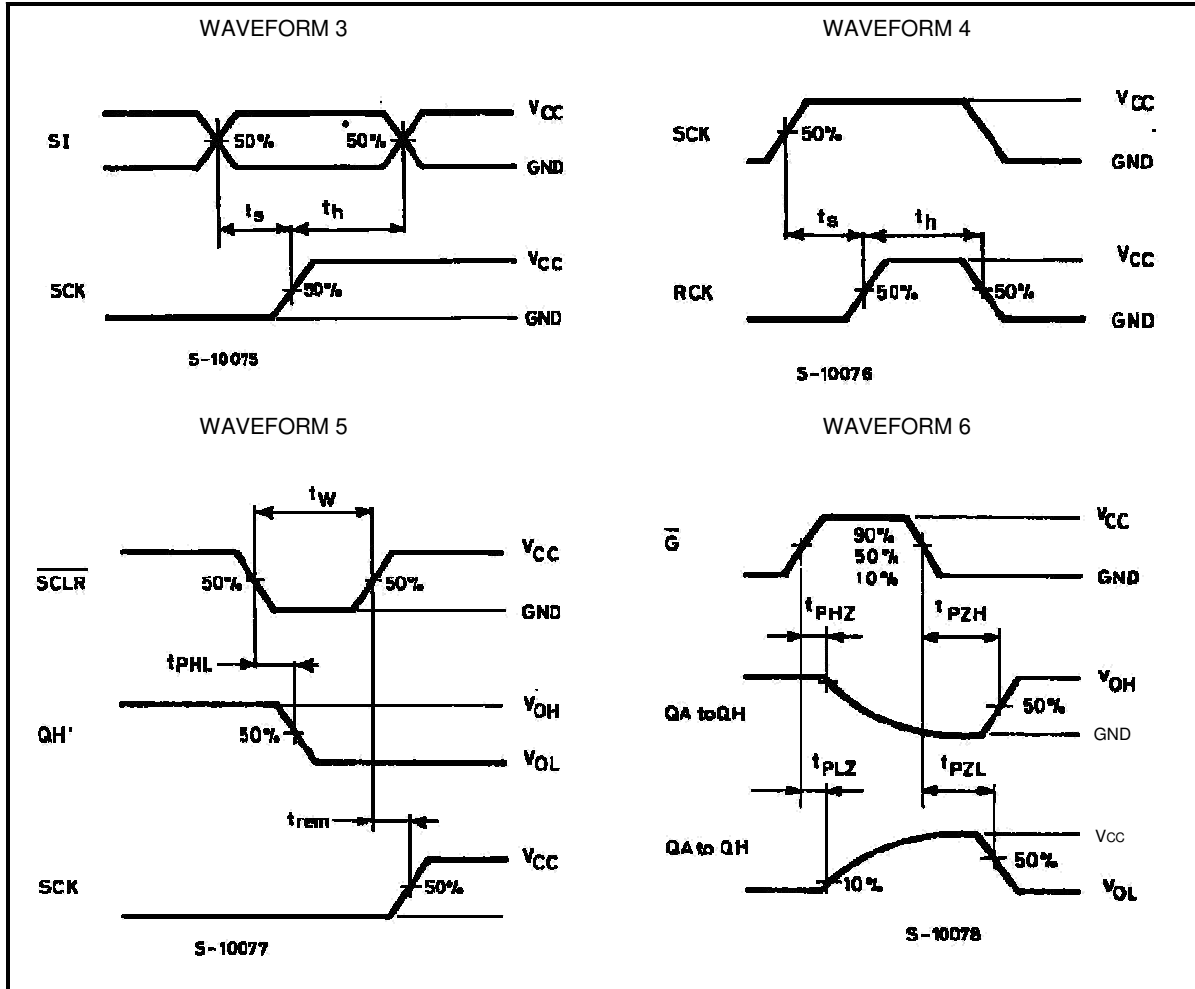 WAVEFORM 3
VCC
SI
50%
50%
GND
ts
th
VCC
SCK
50%
GND
S-10075
WAVEFORM 4
VCC
SCK
50%
GND
ts
th
VCC
RCK
50%
50%
GND
S-10076
WAVEFORM 5
tW
VCC
SCLR
50%
50%
GND
tPHL
VOH
QH'
50%
VOL
trem
VCC
SCK
50%
S-10077
WAVEFORM 6
VCC
G
90%
50%
10%
GND
tPHZ
tPZH
VOH
QA to QH
50%
GND
tPLZ
tPZL
VCC
QA to QH
50%
10%
VOL
S-10078